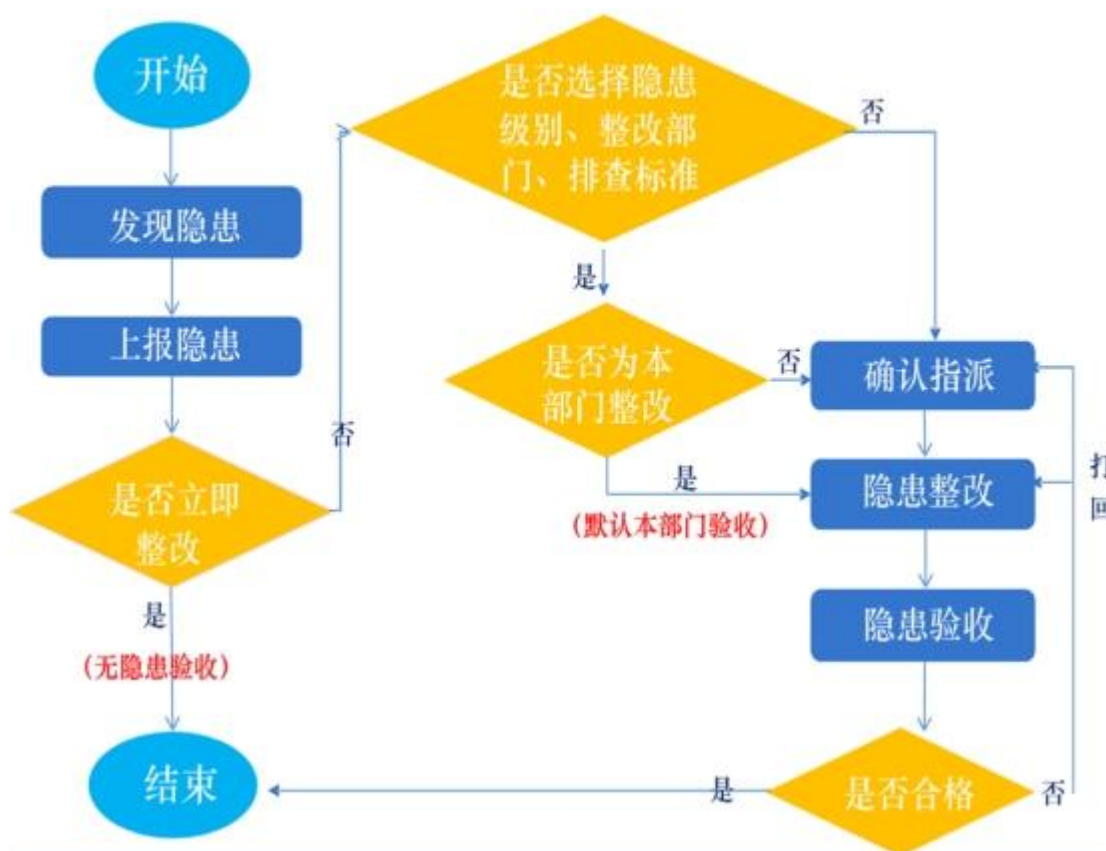 开始
发现隐患
上报隐患
是否立即
整改
是
(无隐患验收)
结束
否
是否选择隐患
级别、整改部
门、排查标准
否
是
是否为本
部门整改
否
是
(默认本部门验收)
确认指派
隐患整改
隐患验收
是否合格
是
否
打
回